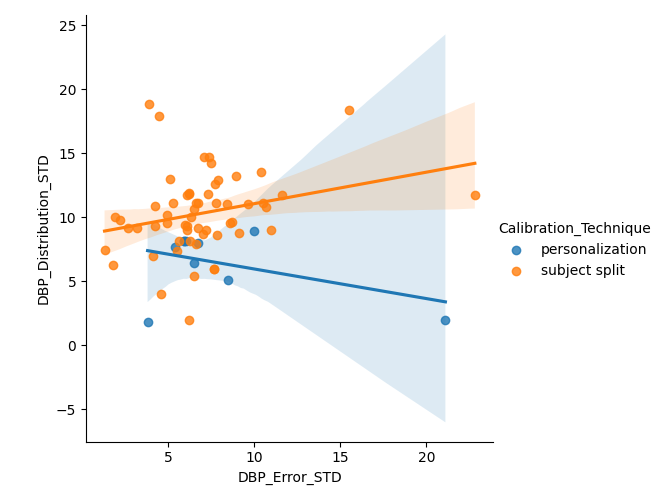 25
20
15
10
5
0
−5
DBP_Distribution_STD
5
10
15
20
DBP_Error_STD
Calibration_Technique
personalization
subject split